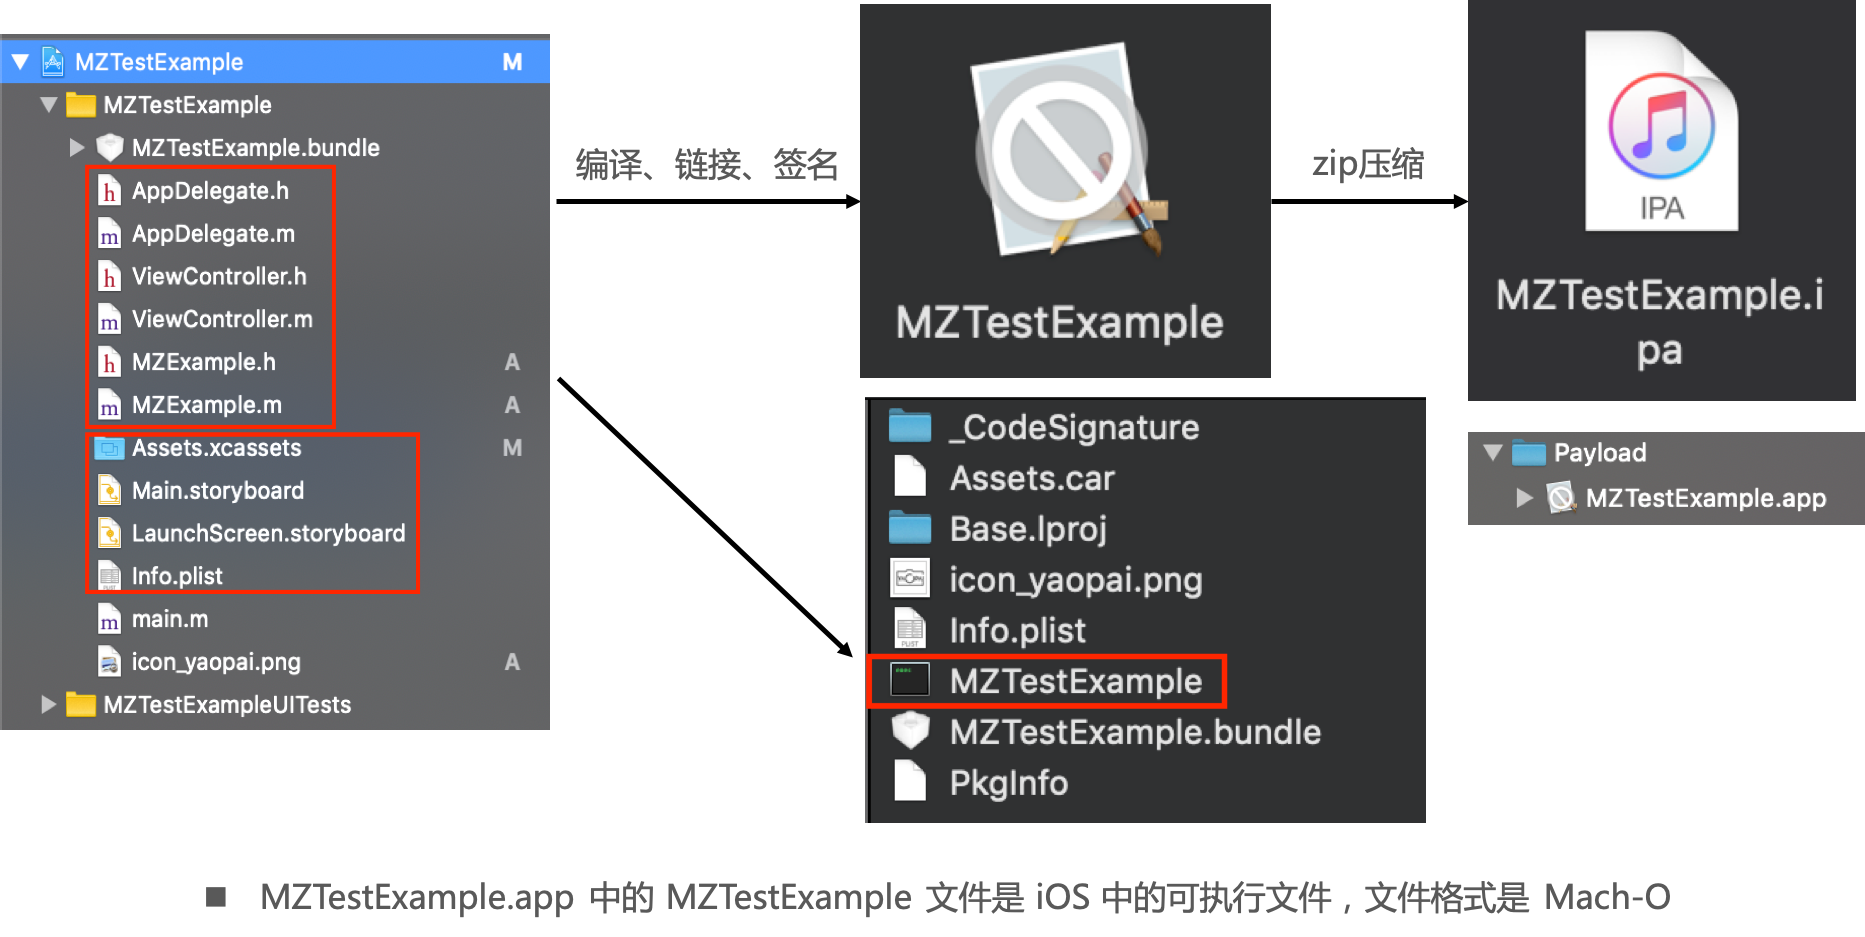 MZTestExample M
MZTestExample
MZTestExample.bundle
AppDelegate.h
AppDelegate.m
ViewController.h
ViewController.m
MZExample.h A
MZExample.m A
Assets.xcassets M
Main.storyboard
LaunchScreen.storyboard
Info.plist
main.m
icon_yaopai.png A
MZTestExampleUITests
编译、链接、签名
MZTestExample
zip压缩
IPA
MZTestExample.i
pa
_CodeSignature
Assets.car
Base.lproj
icon_yaopai.png
Info.plist
MZTestExample
MZTestExample.bundle
PkgInfo
Payload
MZTestExample.app
■ MZTestExample.app 中的 MZTestExample 文件是 iOS 中的可执行文件，文件格式是 Mach-O